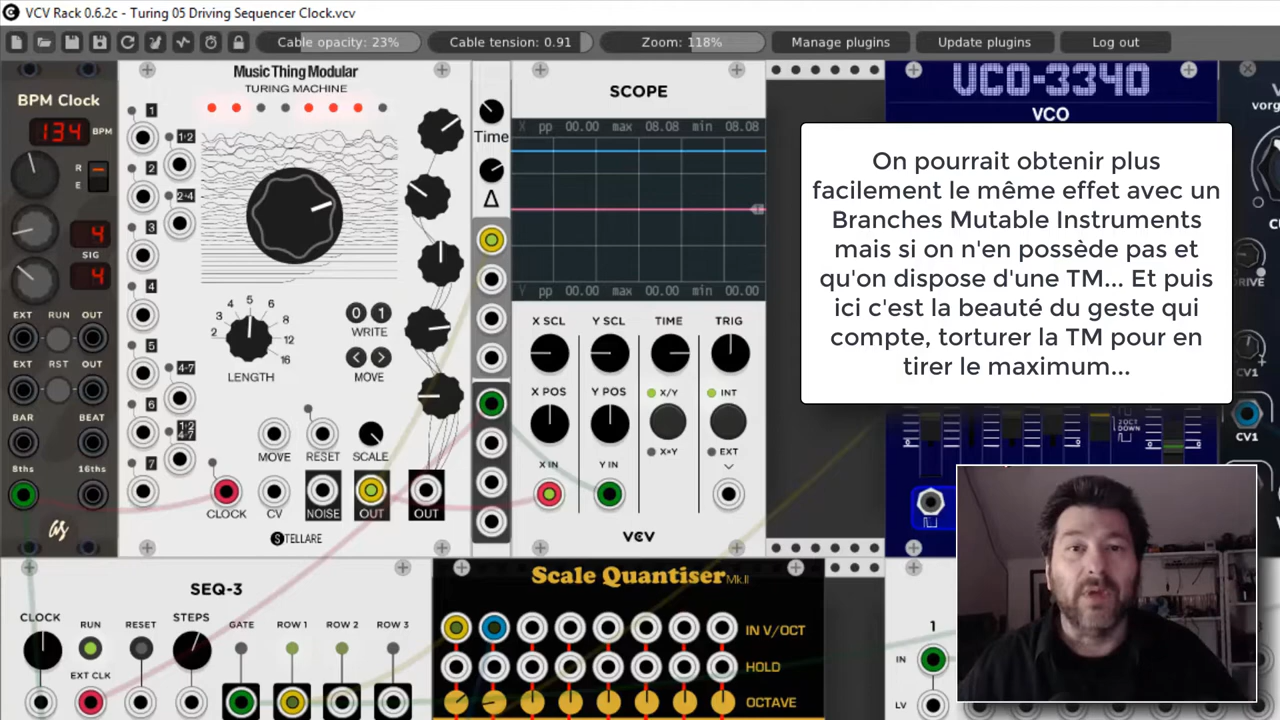 VCV Rack 0.6.2c - Turing 05 Driving Sequencer Clock.vcv
Cable opacity: 23%
Cable tension: 0.91
Zoom: 118%
Manage plugins
Update plugins
Log out
BPM Clock
134 BPM
R
E
4
SIG
4
EXT RUN OUT
EXT RST OUT
BAR BEAT
8ths 16ths
as
Music Thing Modular
TURING MACHINE
1
1·2
2
2·4
3
4
5
4·7
6
1·2
4·7
7
2 3 4 5 6 8 12 16
LENGTH
0 1
WRITE
MOVE
MOVE RESET SCALE
CLOCK CV NOISE OUT OUT
STELLARE
Time
SCOPE
X pp 00.00 max 08.08 min 08.08
Y pp 00.00 max 00.00 min 00.00
X SCL Y SCL TIME TRIG
X POS Y POS X/Y INT
X×Y EXT
X IN Y IN
VCV
VCO-3340
VCO
On pourrait obtenir plus
facilement le même effet avec un
Branches Mutable Instruments
mais si on n'en possède pas et
qu'on dispose d'une TM... Et puis
ici c'est la beauté du geste qui
compte, torturer la TM pour en
tirer le maximum...
DRIVE
CV1
CV1
SEQ-3
CLOCK RUN RESET STEPS GATE ROW 1 ROW 2 ROW 3
EXT CLK
Scale Quantiser Mk.II
IN V/OCT
HOLD
OCTAVE
1
IN
LV